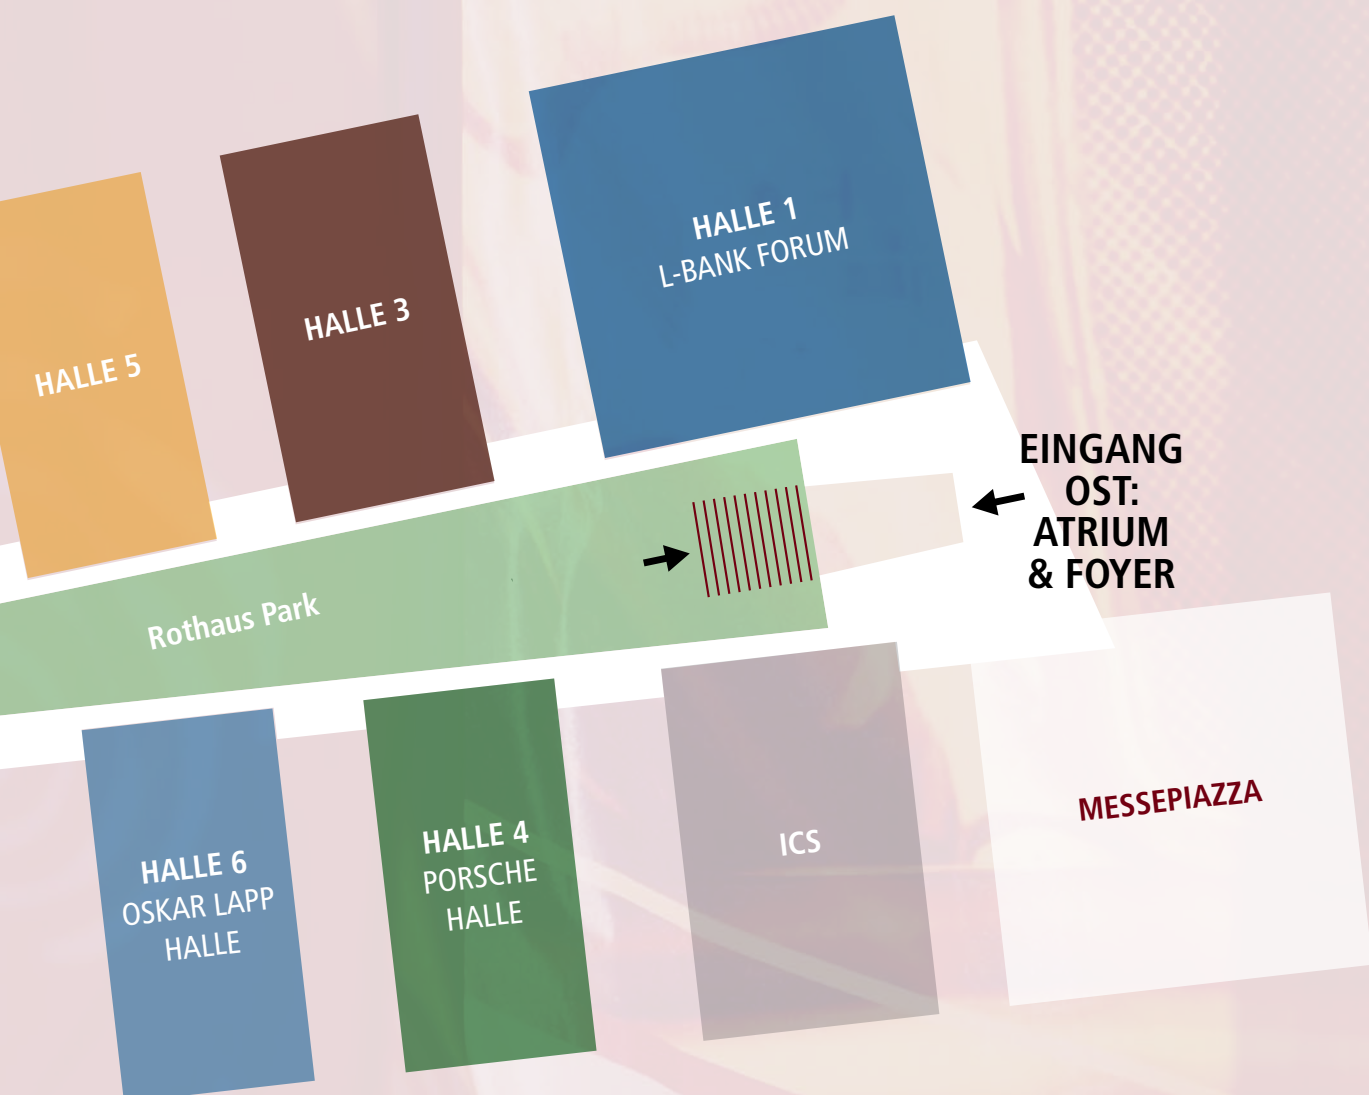 HALLE 1
L-BANK FORUM
HALLE 3
HALLE 5
EINGANG
OST:
ATRIUM
& FOYER
Rothaus Park
MESSEPIAZZA
ICS
HALLE 4
PORSCHE
HALLE
HALLE 6
OSKAR LAPP
HALLE